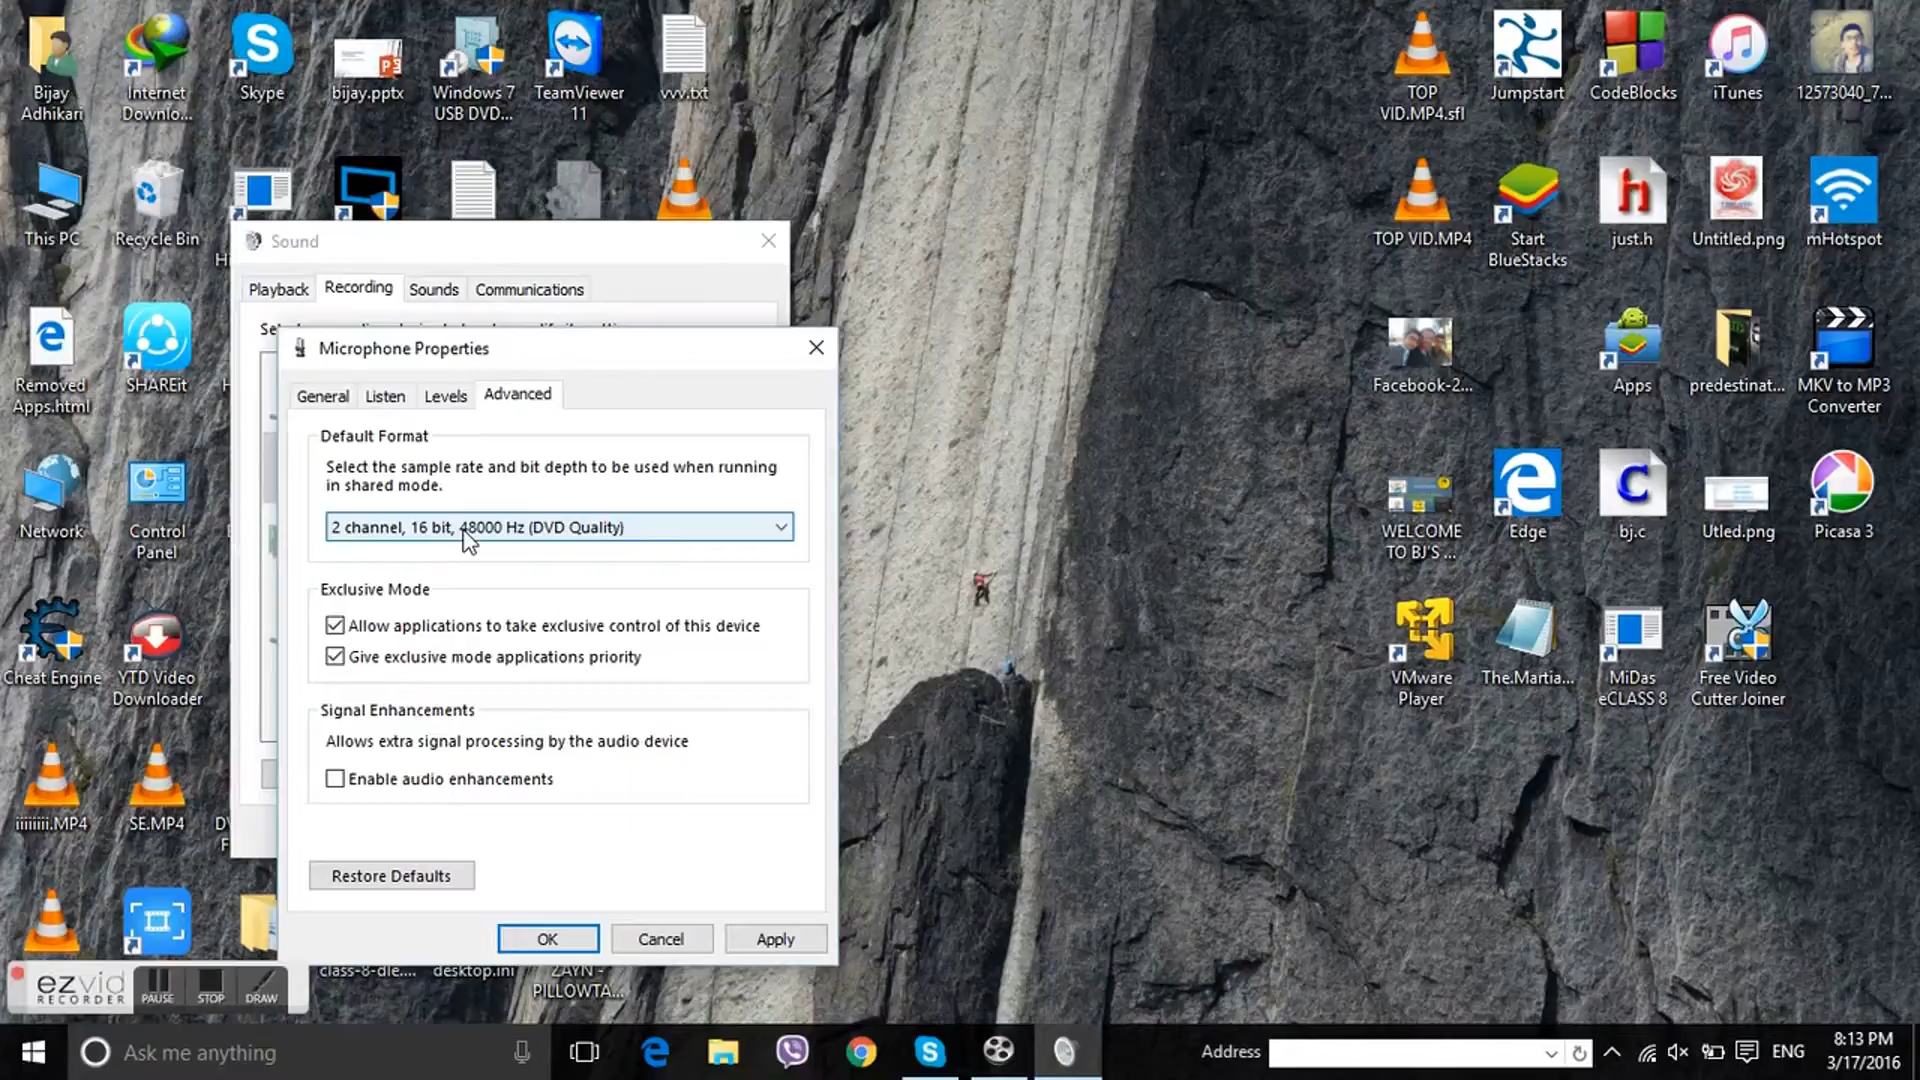 Bijay
Adhikari
Internet
Downlo...
Skype
bijay.pptx
Windows 7
USB DVD...
TeamViewer
11
vvv.txt
TOP
VID.MP4.sfl
Jumpstart
CodeBlocks
iTunes
12573040_7...
This PC
Recycle Bin
TOP VID.MP4
Start
BlueStacks
just.h
Untitled.png
mHotspot
Removed
Apps.html
SHAREit
Facebook-2...
Apps
predestinat...
MKV to MP3
Converter
Network
Control
Panel
WELCOME
TO BJ'S ...
Edge
bj.c
Utled.png
Picasa 3
Cheat Engine
YTD Video
Downloader
VMware
Player
The.Martia...
MiDas
eCLASS 8
Free Video
Cutter Joiner
iiiiiiii.MP4
SE.MP4
class-8-dle....
desktop.ini
ZAYN -
PILLOWTA...
Sound
Playback
Recording
Sounds
Communications
Microphone Properties
General
Listen
Levels
Advanced
Default Format
Select the sample rate and bit depth to be used when running
in shared mode.
2 channel, 16 bit, 48000 Hz (DVD Quality)
Exclusive Mode
Allow applications to take exclusive control of this device
Give exclusive mode applications priority
Signal Enhancements
Allows extra signal processing by the audio device
Enable audio enhancements
Restore Defaults
OK
Cancel
Apply
ezvid
RECORDER
PAUSE
STOP
DRAW
Ask me anything
Address
ENG
8:13 PM
3/17/2016